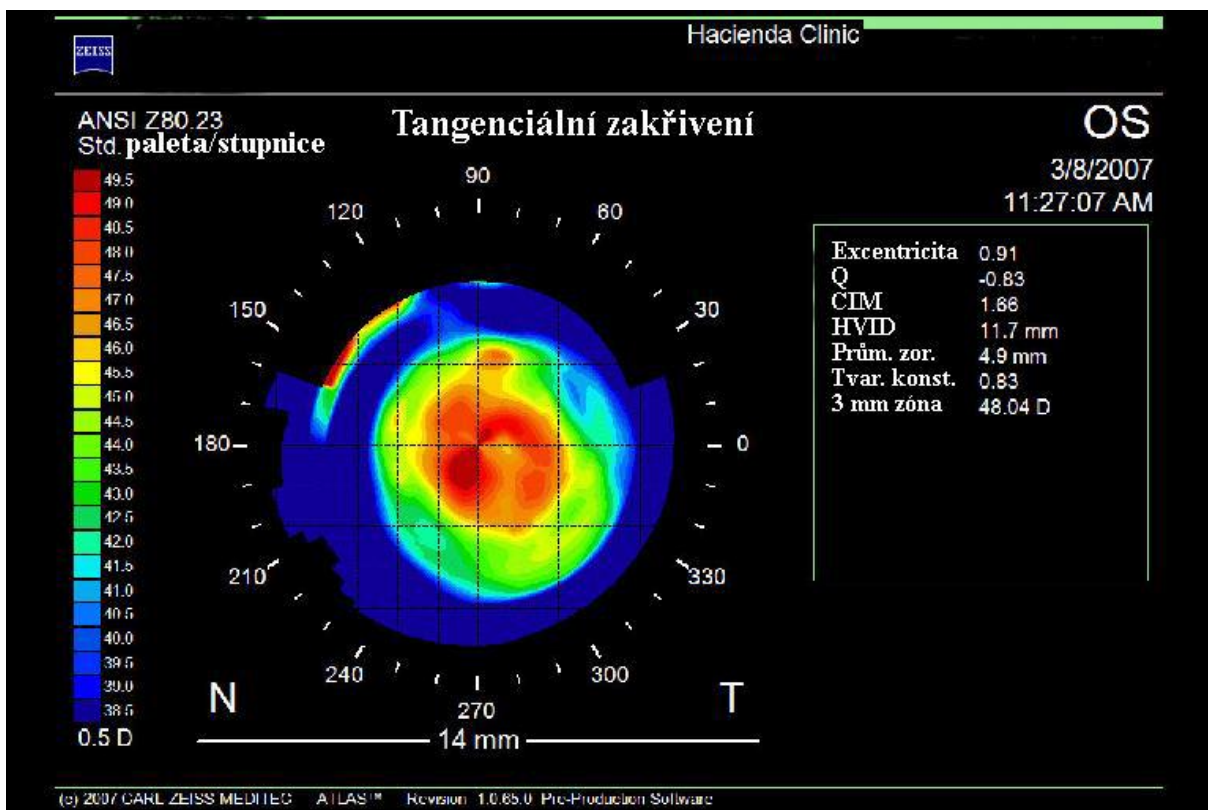 Hacienda Clinic
ZEISS
ANSI Z80.23
Std. paleta/stupnice
Tangenciální zakřivení
OS
3/8/2007
11:27:07 AM
49.5
49.0
48.5
48.0
47.5
47.0
46.5
46.0
45.5
45.0
44.5
44.0
43.5
43.0
42.5
42.0
41.5
41.0
40.5
40.0
39.5
39.0
38.5
0.5 D
90
120
60
150
30
180
0
210
330
240
300
270
N
T
14 mm
Excentricita 0.91
Q -0.83
CIM 1.66
HVID 11.7 mm
Prům. zor. 4.9 mm
Tvar. konst. 0.83
3 mm zóna 48.04 D
(c) 2007 CARL ZEISS MEDITEC ATLAS™ Revision 1.0.65.0 Pre-Production Software